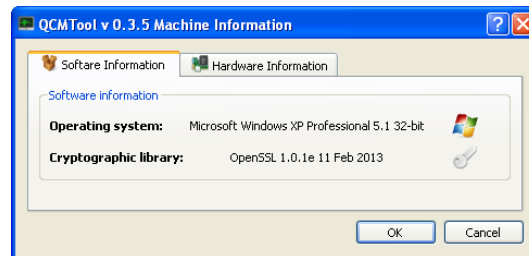 QCMTool v 0.3.5 Machine Information
Softare Information
Hardware Information
Software information
Operating system: Microsoft Windows XP Professional 5.1 32-bit
Cryptographic library: OpenSSL 1.0.1e 11 Feb 2013
OK Cancel